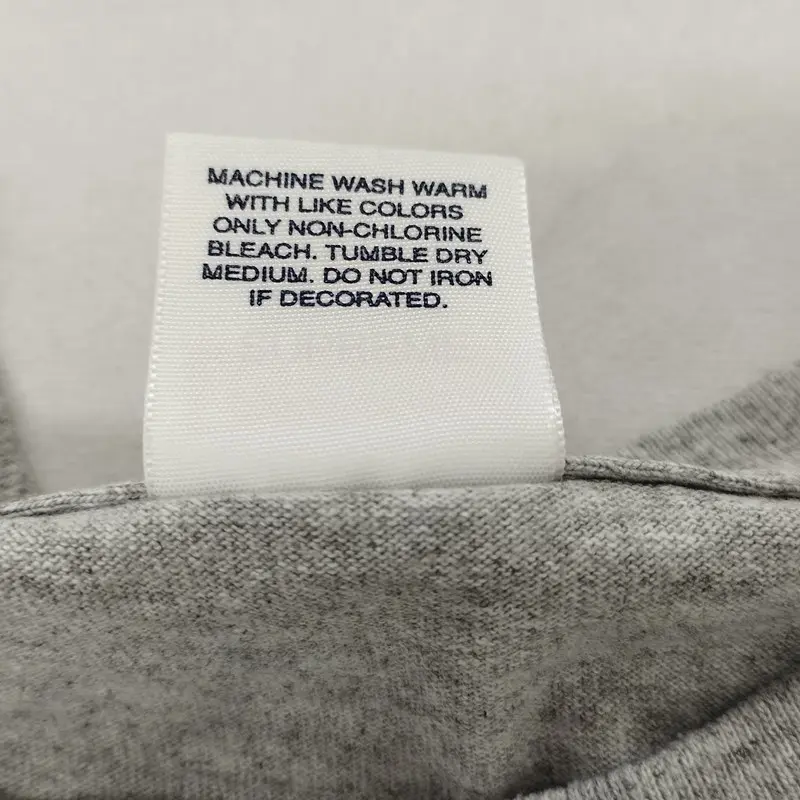 MACHINE WASH WARM
WITH LIKE COLORS
ONLY NON-CHLORINE
BLEACH. TUMBLE DRY
MEDIUM. DO NOT IRON
IF DECORATED.